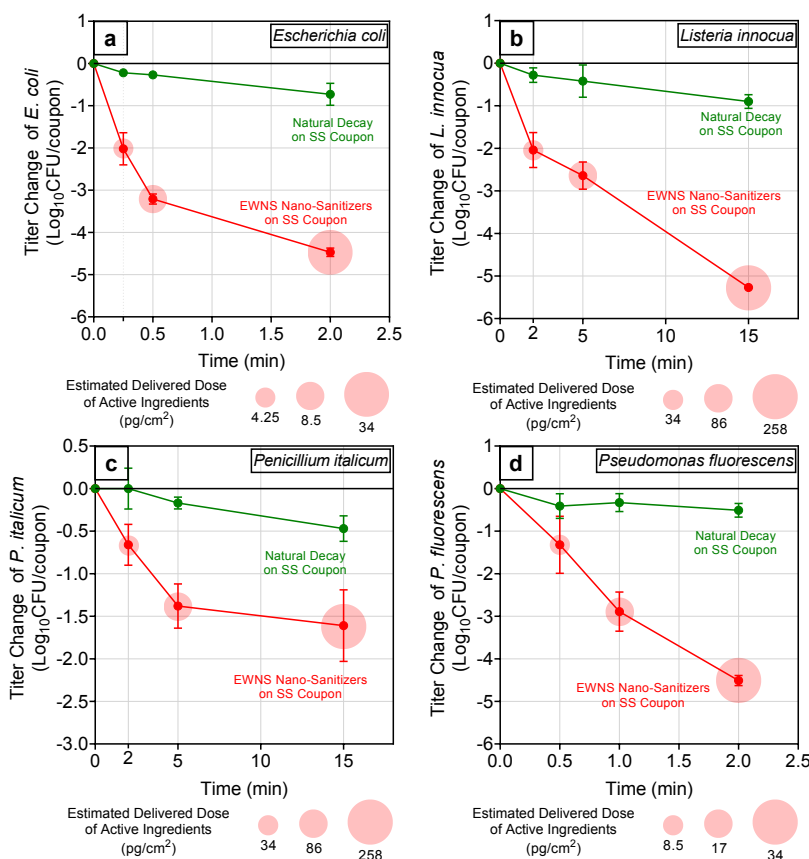 a
Escherichia coli
1
0
-1
-2
-3
-4
-5
-6
Titer Change of E. coli
(Log10CFU/coupon)
Natural Decay
on SS Coupon
EWNS Nano-Sanitizers
on SS Coupon
0.0 0.5 1.0 1.5 2.0 2.5
Time (min)
Estimated Delivered Dose
of Active Ingredients
(pg/cm²)
4.25 8.5 34
b
Listeria innocua
1
0
-1
-2
-3
-4
-5
-6
Titer Change of L. innocua
(Log10CFU/coupon)
Natural Decay
on SS Coupon
EWNS Nano-Sanitizers
on SS Coupon
0 2 5 10 15
Time (min)
Estimated Delivered Dose
of Active Ingredients
(pg/cm²)
34 86 258
c
Penicillium italicum
0.5
0.0
-0.5
-1.0
-1.5
-2.0
-2.5
-3.0
Titer Change of P. italicum
(Log10CFU/coupon)
Natural Decay
on SS Coupon
EWNS Nano-Sanitizers
on SS Coupon
0 2 5 10 15
Time (min)
Estimated Delivered Dose
of Active Ingredients
(pg/cm²)
34 86 258
d
Pseudomonas fluorescens
1
0
-1
-2
-3
-4
-5
-6
Titer Change of P. fluorescens
(Log10CFU/coupon)
Natural Decay
on SS Coupon
EWNS Nano-Sanitizers
on SS Coupon
0.0 0.5 1.0 1.5 2.0 2.5
Time (min)
Estimated Delivered Dose
of Active Ingredients
(pg/cm²)
8.5 17 34